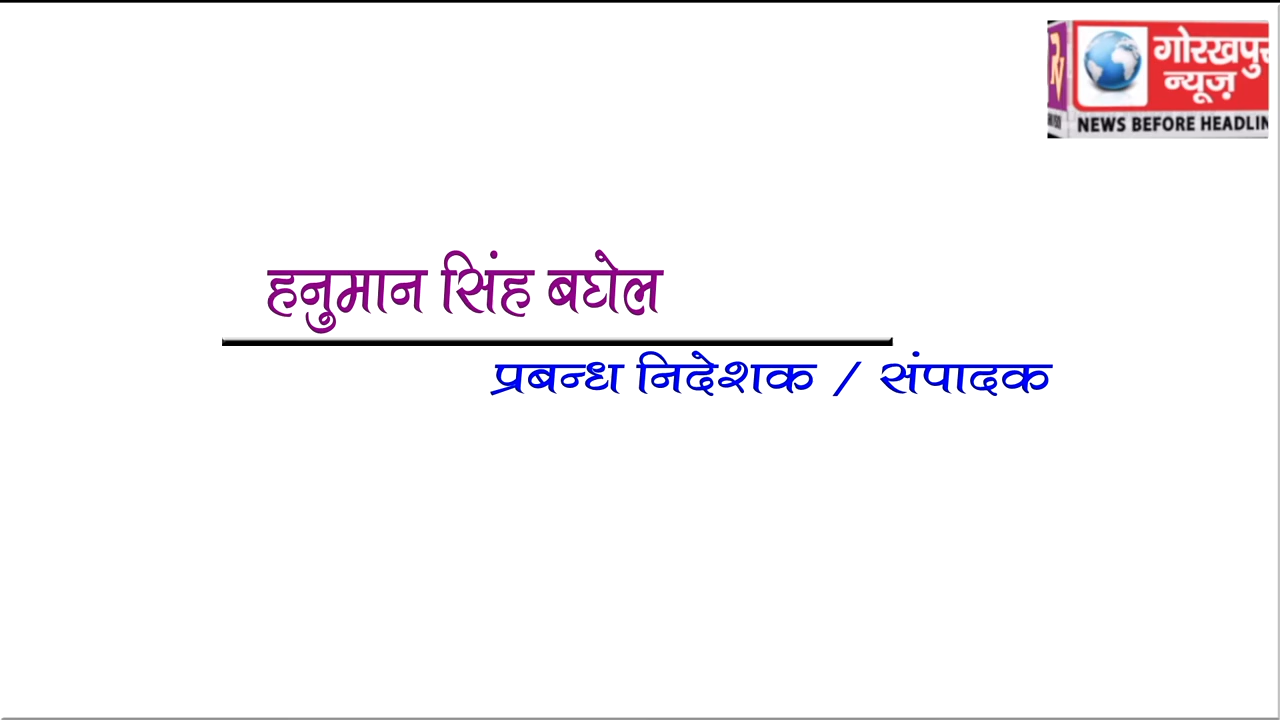 गोरखपुर
न्यूज़
NEWS BEFORE HEADLIN
हनुमान सिंह बघेल
प्रबन्ध निदेशक / संपादक